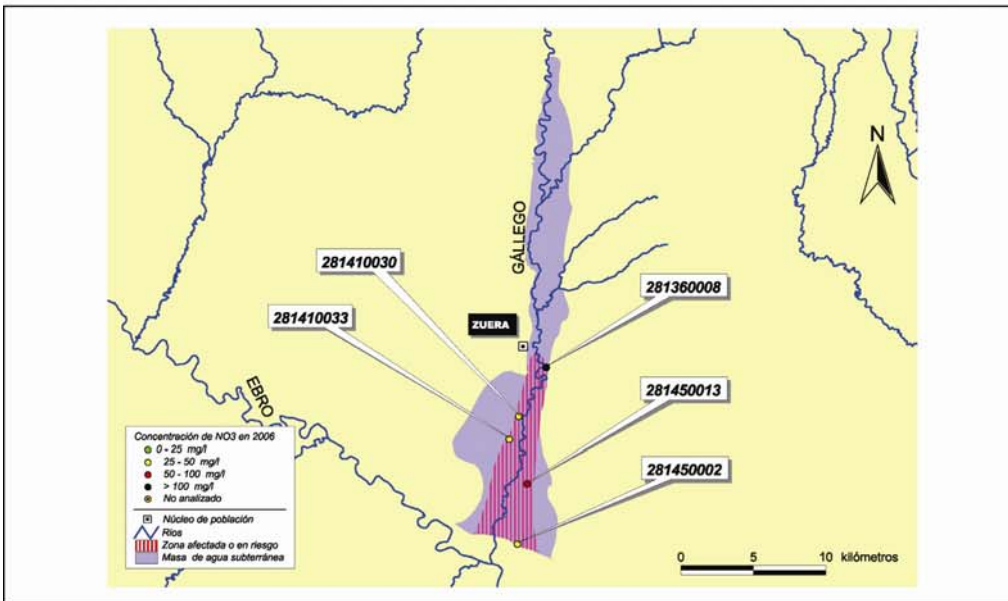 N
GÁLLEGO
281410030
281360008
281410033
ZUERA
281450013
EBRO
281450002
Concentración de NO3 en 2006
0 - 25 mg/l
25 - 50 mg/l
50 - 100 mg/l
> 100 mg/l
No analizado
Núcleo de población
Ríos
Zona afectada o en riesgo
Masa de agua subterránea
0 5 10 kilómetros